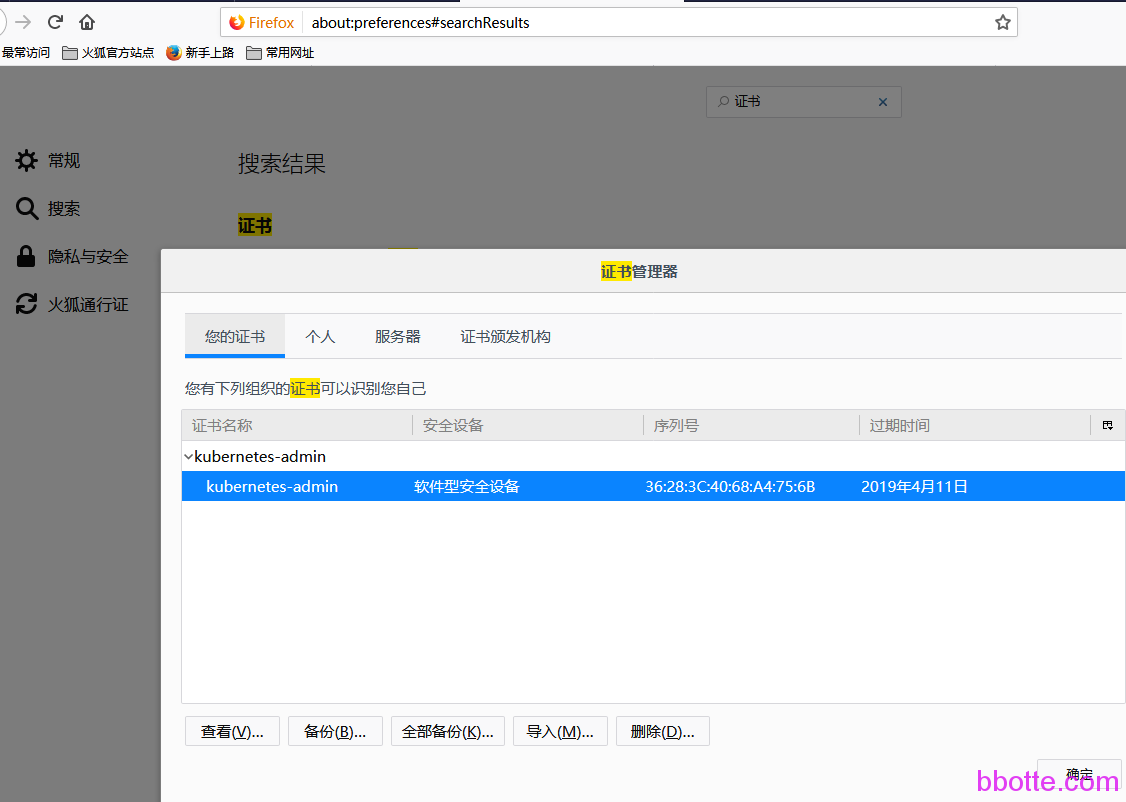 Firefox about:preferences#searchResults
最常访问 火狐官方站点 新手上路 常用网址
证书
常规
搜索结果
搜索
证书
隐私与安全
火狐通行证
证书管理器
您的证书 个人 服务器 证书颁发机构
您有下列组织的证书可以识别您自己
证书名称 安全设备 序列号 过期时间
kubernetes-admin
kubernetes-admin 软件型安全设备 36:28:3C:40:68:A4:75:6B 2019年4月11日
查看(V)... 备份(B)... 全部备份(K)... 导入(M)... 删除(D)...
确定
bbotte.com